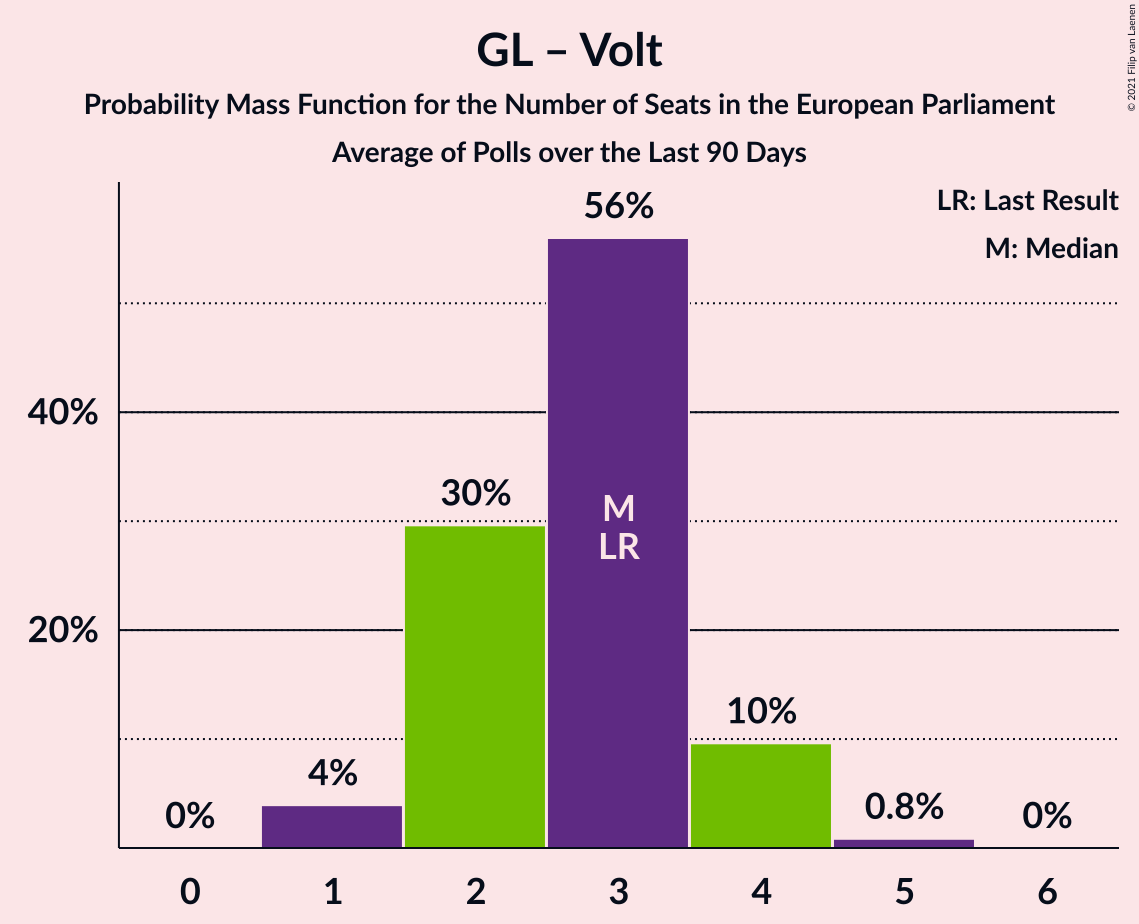 GL – Volt
Probability Mass Function for the Number of Seats in the European Parliament
Average of Polls over the Last 90 Days
© 2021 Filip van Laenen
LR: Last Result
M: Median
56%
40%
30%
M
LR
20%
10%
4%
0%
0.8%
0%
0 1 2 3 4 5 6